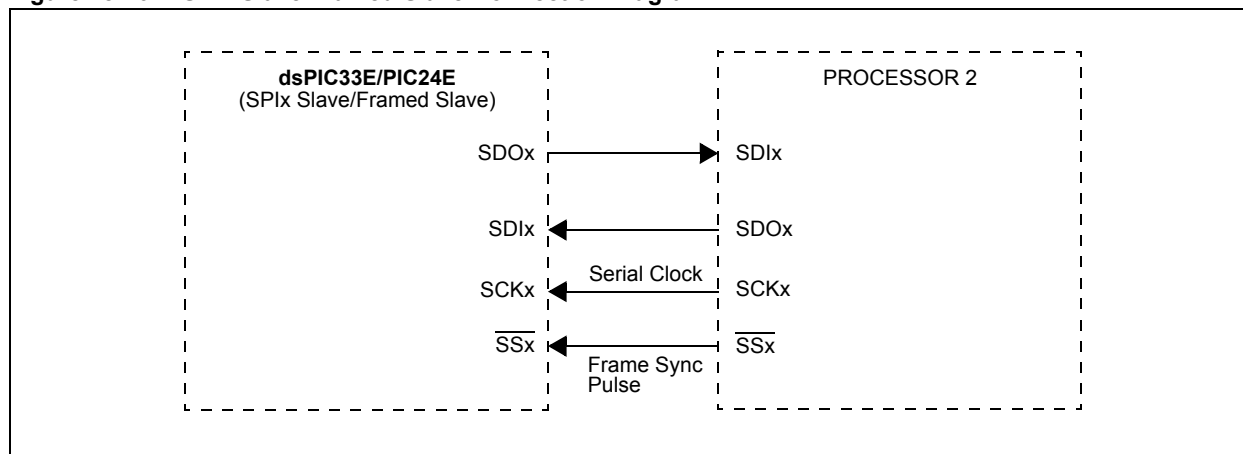 dsPIC33E/PIC24E
(SPIx Slave/Framed Slave)
PROCESSOR 2
SDOx
SDIx
SDIx
SDOx
SCKx
Serial Clock
SCKx
SSx
Frame Sync
Pulse
SSx